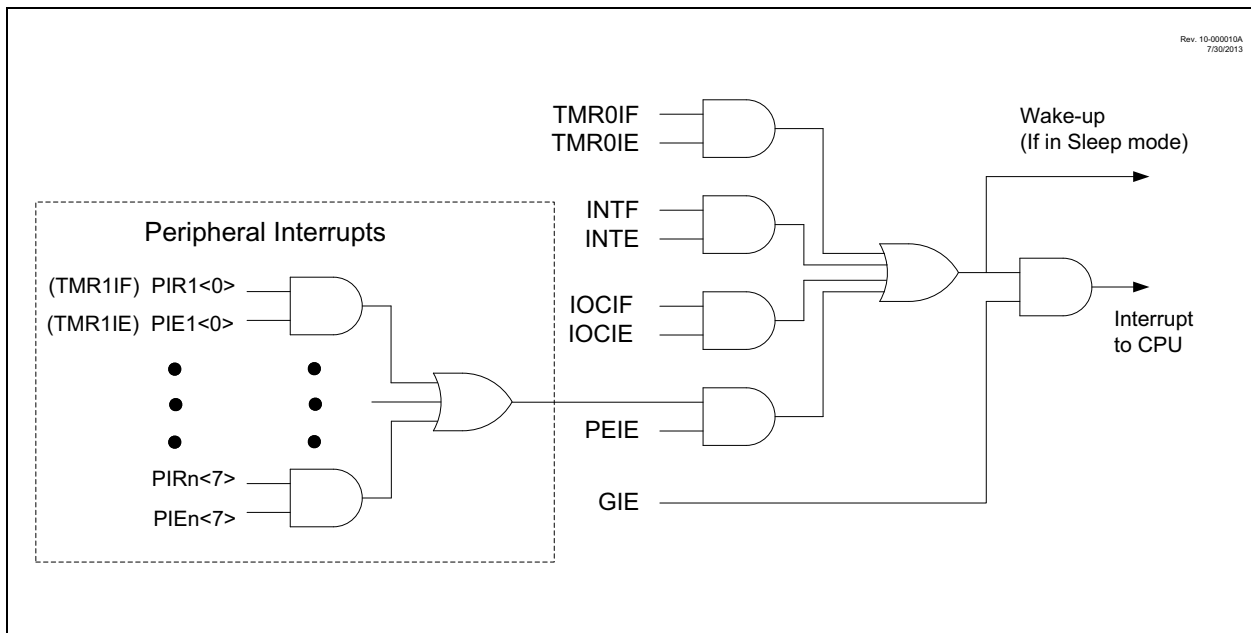 Rev. 10-000010A
7/30/2013
TMR0IF
TMR0IE
Wake-up
(If in Sleep mode)
INTF
INTE
Peripheral Interrupts
(TMR1IF) PIR1<0>
(TMR1IE) PIE1<0>
IOCIF
IOCIE
Interrupt
to CPU
PEIE
PIRn<7>
PIEn<7>
GIE